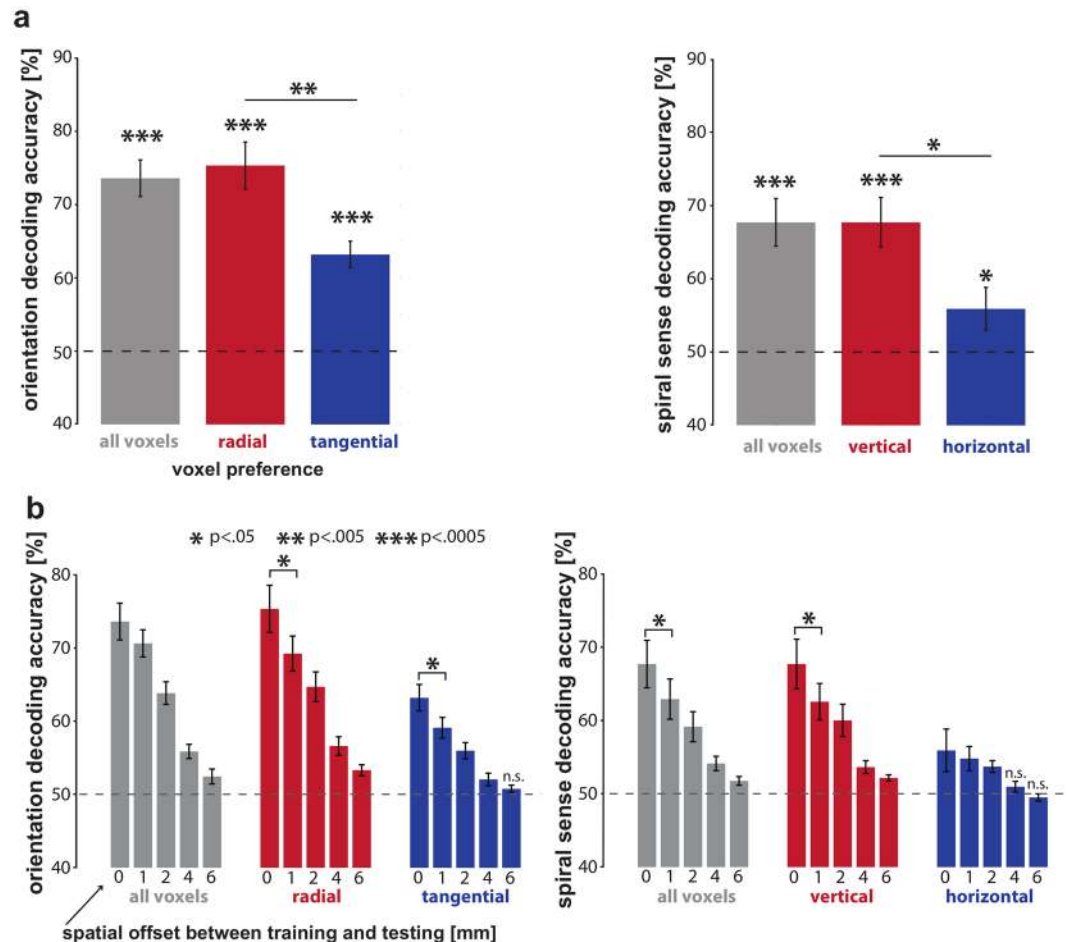 a
orientation decoding accuracy [%]
90
80
70
60
50
40
***
***
**
***
all voxels radial tangential
voxel preference
spiral sense decoding accuracy [%]
90
80
70
60
50
40
***
***
*
*
all voxels vertical horizontal
b
* p<.05 ** p<.005 *** p<.0005
orientation decoding accuracy [%]
80
70
60
50
40
*
*
n.s.
0 1 2 4 6 0 1 2 4 6 0 1 2 4 6
all voxels radial tangential
spatial offset between training and testing [mm]
spiral sense decoding accuracy [%]
80
70
60
50
40
*
*
n.s.
n.s.
0 1 2 4 6 0 1 2 4 6 0 1 2 4 6
all voxels vertical horizontal